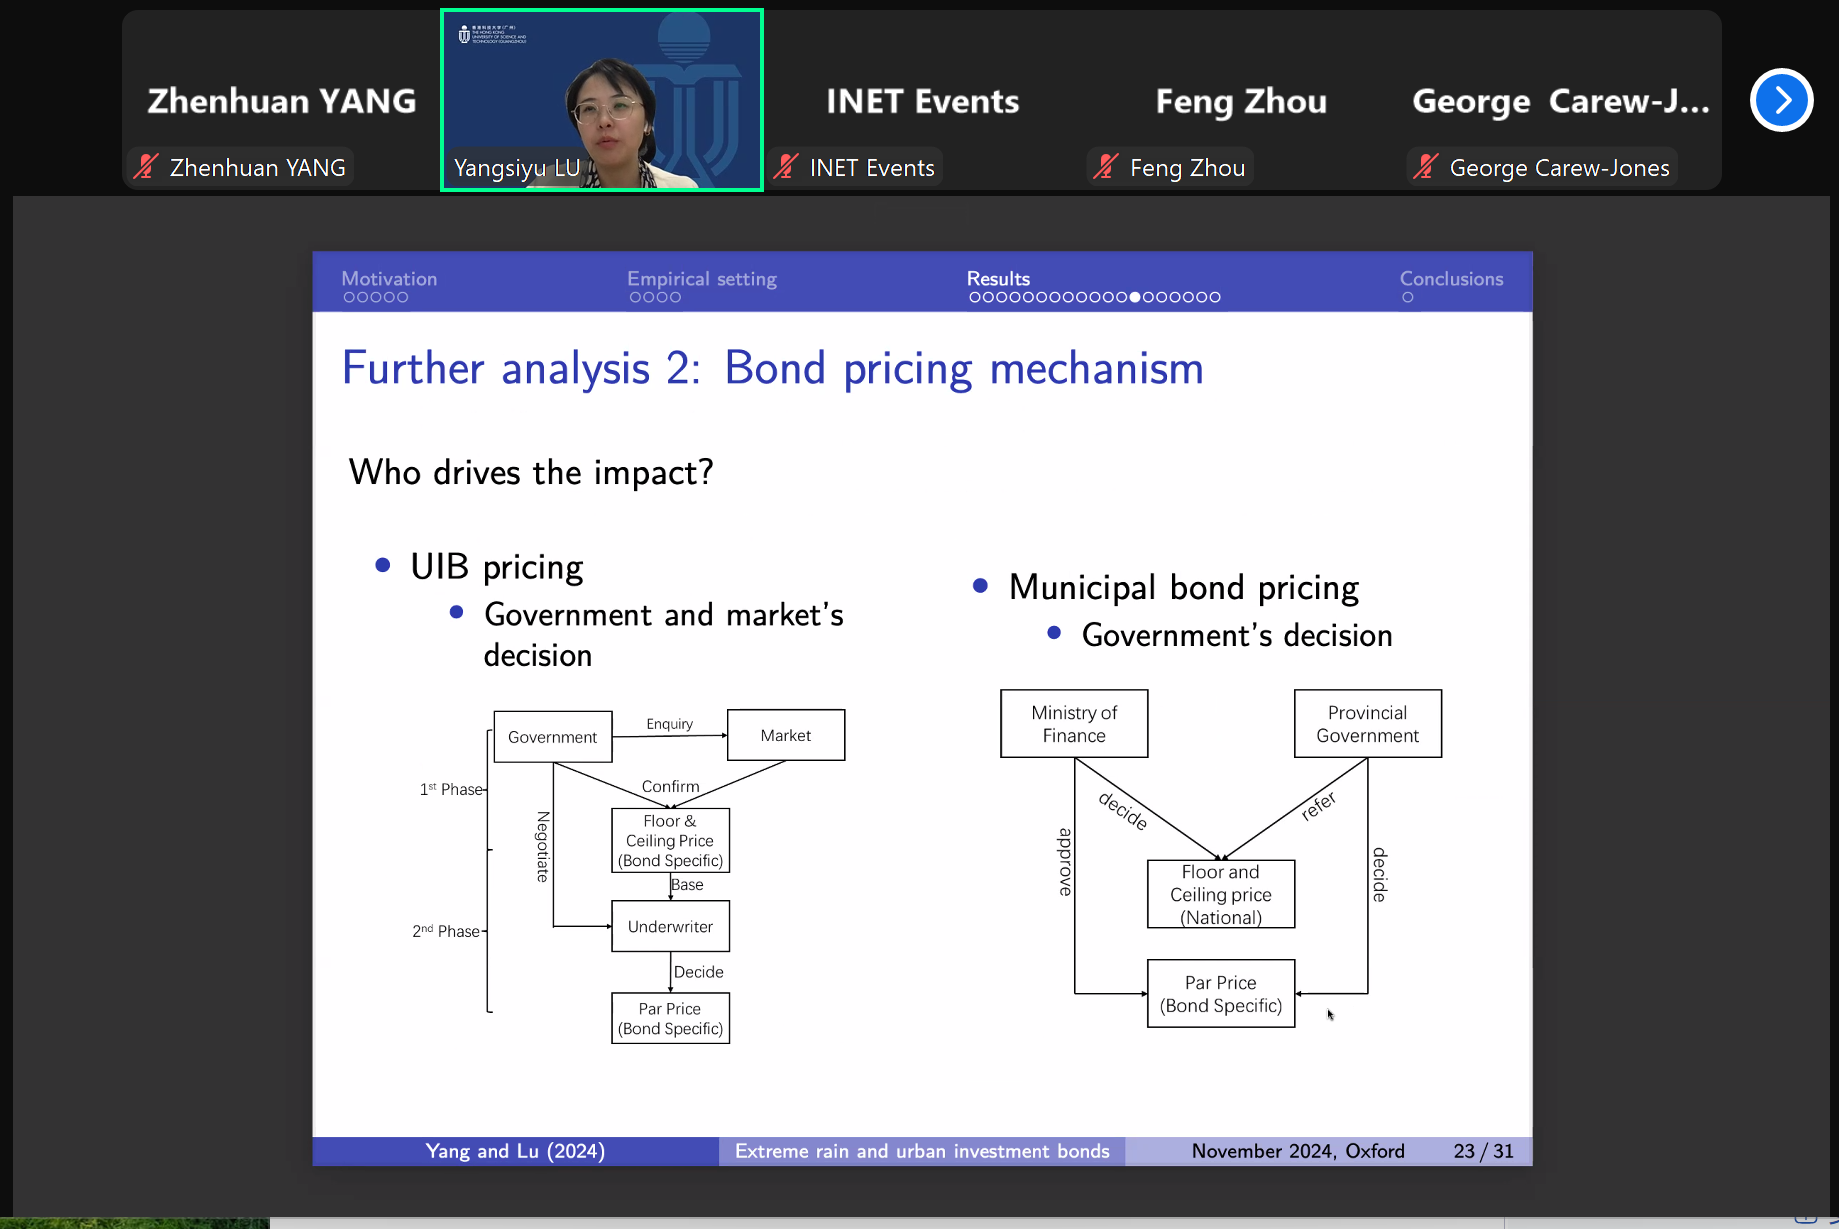 Zhenhuan YANG
INET Events
Feng Zhou
George Carew-J...
Zhenhuan YANG
Yangsiyu LU
INET Events
Feng Zhou
George Carew-Jones
Motivation
Empirical setting
Results
Conclusions
Further analysis 2: Bond pricing mechanism
Who drives the impact?
UIB pricing
Government and market's
decision
Government
Enquiry
Market
1st Phase
Confirm
Negotiate
Floor &
Ceiling Price
(Bond Specific)
Base
2nd Phase
Underwriter
Decide
Par Price
(Bond Specific)
Municipal bond pricing
Government's decision
Ministry of
Finance
Provincial
Government
decide
refer
approve
decide
Floor and
Ceiling price
(National)
Par Price
(Bond Specific)
Yang and Lu (2024)
Extreme rain and urban investment bonds
November 2024, Oxford
23 / 31